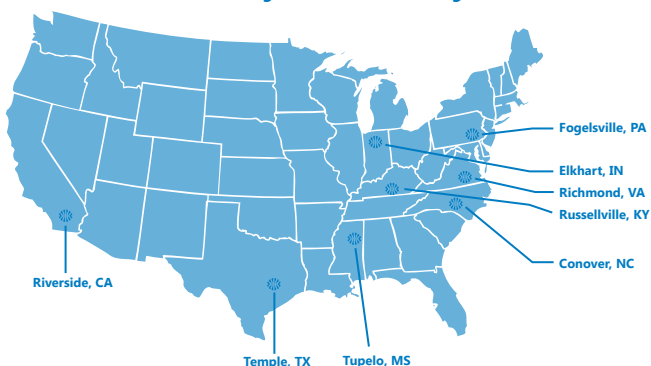 Fogelsville, PA
Elkhart, IN
Richmond, VA
Russellville, KY
Conover, NC
Riverside, CA
Temple, TX
Tupelo, MS